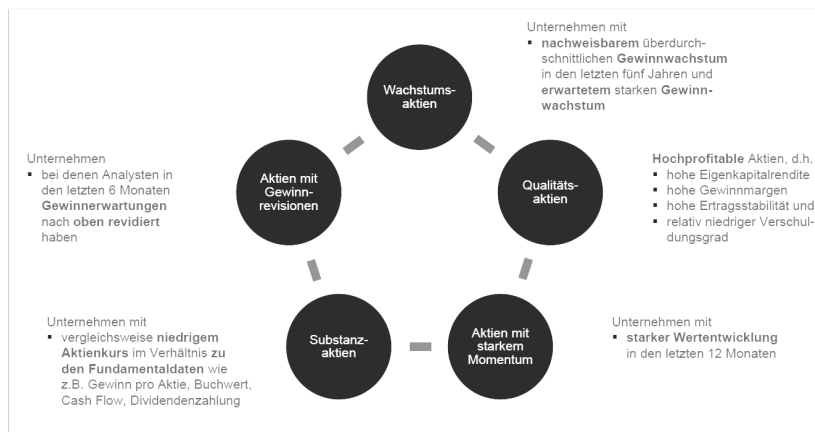 Unternehmen mit
▪ nachweisbarem überdurch-
schnittlichen Gewinnwachstum
in den letzten fünf Jahren und
erwartetem starken Gewinn-
wachstum
Wachstums-
aktien
Hochprofitable Aktien, d.h.
▪ hohe Eigenkapitalrendite
▪ hohe Gewinnmargen
▪ hohe Ertragsstabilität und
▪ relativ niedriger Verschul-
dungsgrad
Qualitäts-
aktien
Unternehmen mit
▪ starker Wertentwicklung
in den letzten 12 Monaten
Aktien mit
starkem
Momentum
Substanz-
aktien
Unternehmen mit
▪ vergleichsweise niedrigem
Aktienkurs im Verhältnis zu
den Fundamentaldaten wie
z.B. Gewinn pro Aktie, Buchwert,
Cash Flow, Dividendenzahlung
Aktien mit
Gewinn-
revisionen
Unternehmen
▪ bei denen Analysten in
den letzten 6 Monaten
Gewinnerwartungen
nach oben revidiert
haben